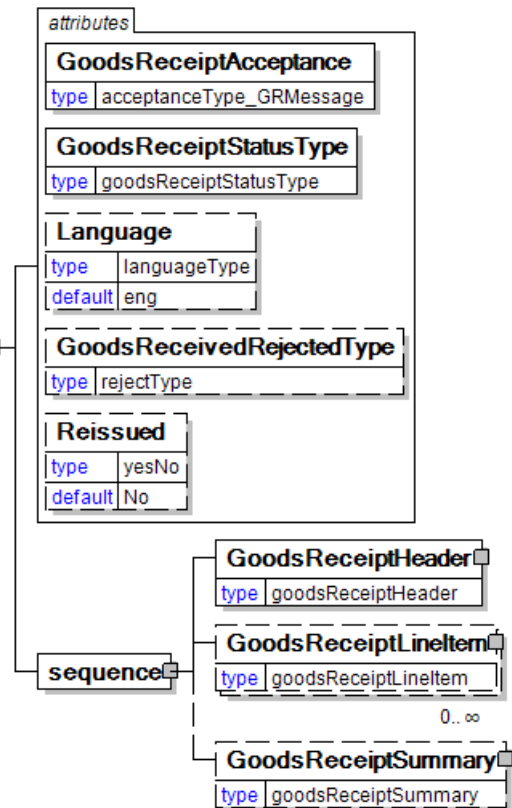 attributes
GoodsReceiptAcceptance
type acceptanceType_GRMessage
GoodsReceiptStatusType
type goodsReceiptStatusType
Language
type languageType
default eng
GoodsReceivedRejectedType
type rejectType
Reissued
type yesNo
default No
GoodsReceiptHeader
type goodsReceiptHeader
sequence
GoodsReceiptLineItem
type goodsReceiptLineItem
0.. ∞
GoodsReceiptSummary
type goodsReceiptSummary